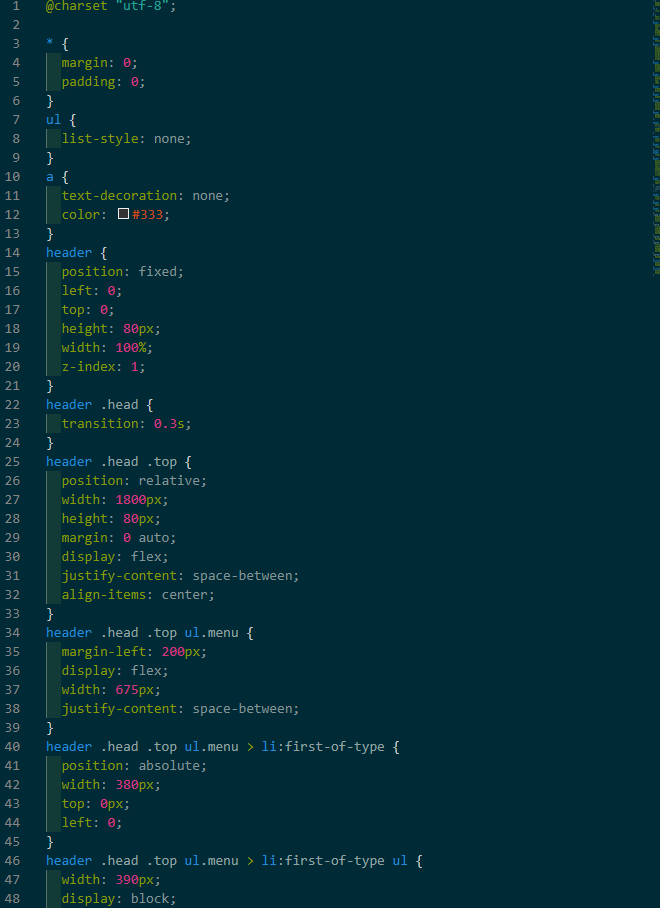 1 @charset "utf-8";
2
3 * {
4 margin: 0;
5 padding: 0;
6 }
7 ul {
8 list-style: none;
9 }
10 a {
11 text-decoration: none;
12 color: #333;
13 }
14 header {
15 position: fixed;
16 left: 0;
17 top: 0;
18 height: 80px;
19 width: 100%;
20 z-index: 1;
21 }
22 header .head {
23 transition: 0.3s;
24 }
25 header .head .top {
26 position: relative;
27 width: 1800px;
28 height: 80px;
29 margin: 0 auto;
30 display: flex;
31 justify-content: space-between;
32 align-items: center;
33 }
34 header .head .top ul.menu {
35 margin-left: 200px;
36 display: flex;
37 width: 675px;
38 justify-content: space-between;
39 }
40 header .head .top ul.menu > li:first-of-type {
41 position: absolute;
42 width: 380px;
43 top: 0px;
44 left: 0;
45 }
46 header .head .top ul.menu > li:first-of-type ul {
47 width: 390px;
48 display: block;